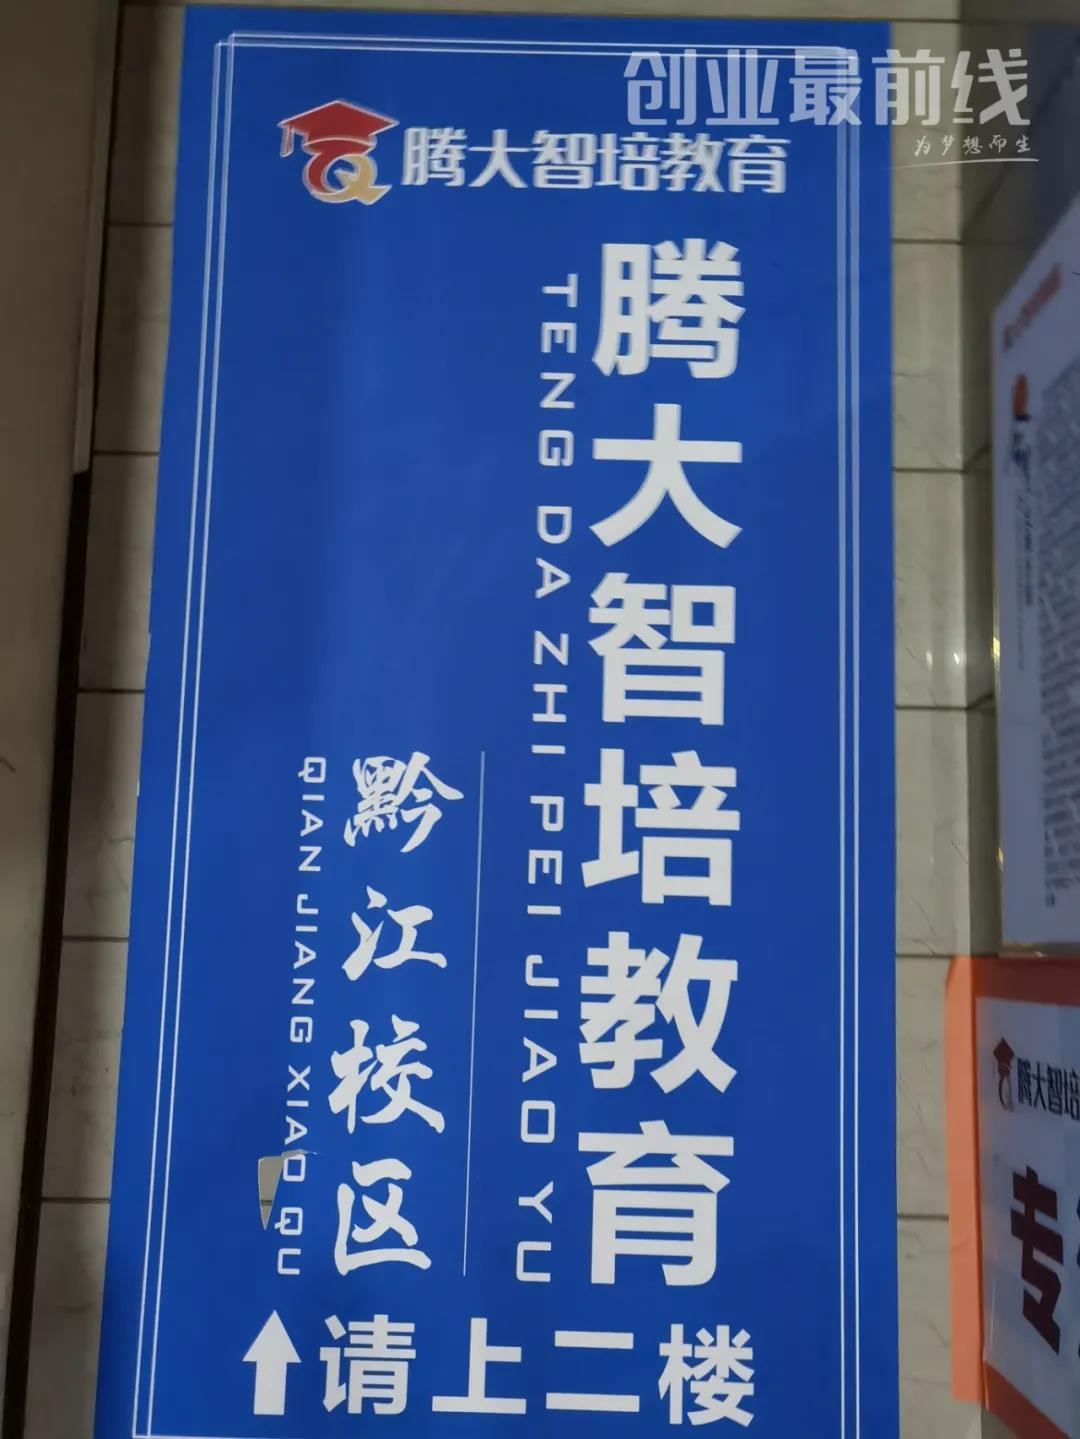 创业最前线
为梦想而生
腾大智培教育
腾大智培教育
TENG DA ZHI PEI JIAO YU
黔江校区
QIAN JIANG XIAO QU
请上二楼
腾大智培
专